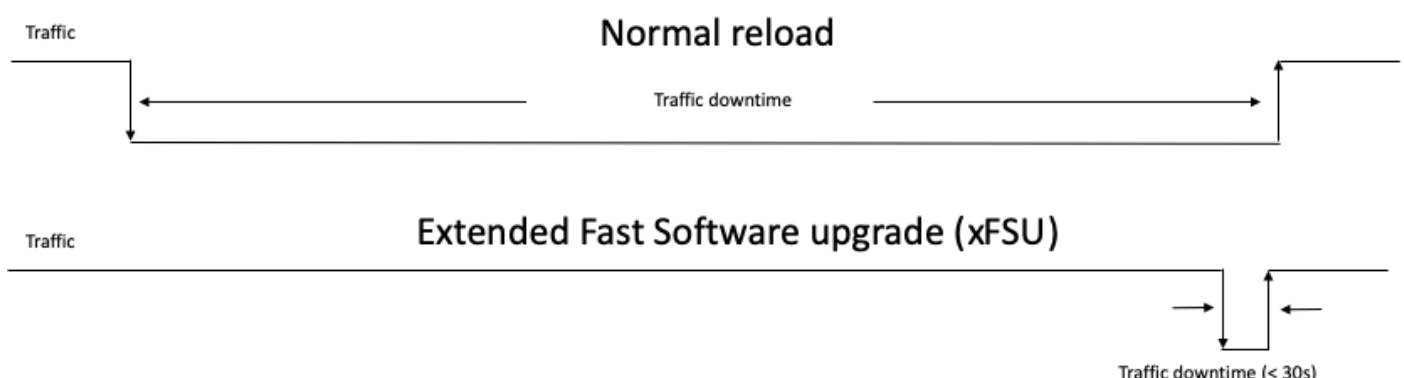 Normal reload
Traffic
Traffic downtime
Extended Fast Software upgrade (xFSU)
Traffic
Traffic downtime (< 30s)